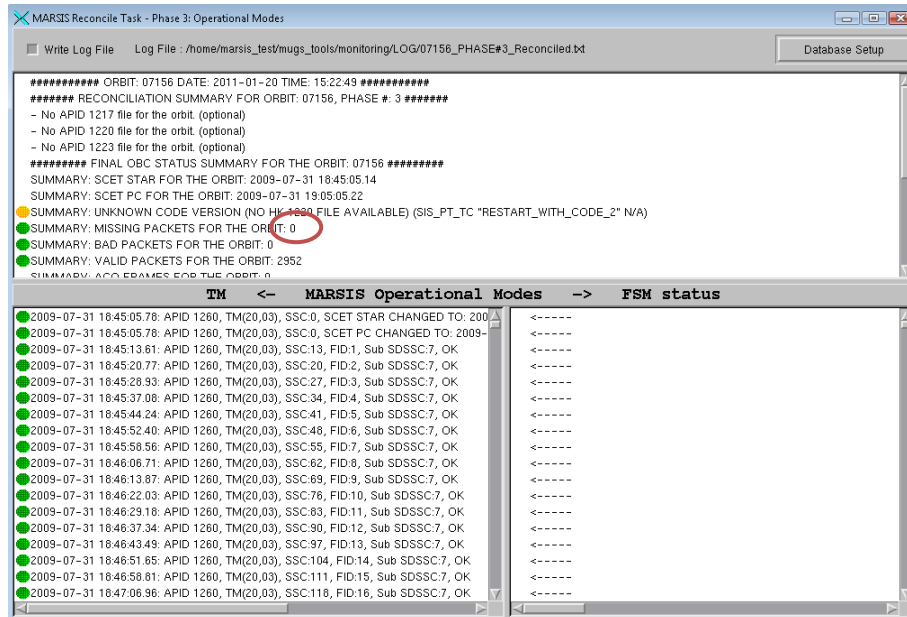 MARSIS Reconcile Task - Phase 3: Operational Modes
Write Log File Log File : /home/marsis_test/mugs_tools/monitoring/LOG/07156_PHASE#3_Reconciled.txt Database Setup
########### ORBIT: 07156 DATE: 2011-01-20 TIME: 15:22:49 ###########
####### RECONCILIATION SUMMARY FOR ORBIT: 07156, PHASE #: 3 #######
- No APID 1217 file for the orbit. (optional)
- No APID 1220 file for the orbit. (optional)
- No APID 1223 file for the orbit. (optional)
######### FINAL OBC STATUS SUMMARY FOR THE ORBIT: 07156 #########
SUMMARY: SCET STAR FOR THE ORBIT: 2009-07-31 18:45:05.14
SUMMARY: SCET PC FOR THE ORBIT: 2009-07-31 19:05:05.22
SUMMARY: UNKNOWN CODE VERSION (NO HK 1220 FILE AVAILABLE) (SIS_PT_TC "RESTART_WITH_CODE_2" N/A)
SUMMARY: MISSING PACKETS FOR THE ORBIT: 0
SUMMARY: BAD PACKETS FOR THE ORBIT: 0
SUMMARY: VALID PACKETS FOR THE ORBIT: 2952
SUMMARY: ACQ FRAMES FOR THE ORBIT: 0
TM <- MARSIS Operational Modes -> FSM status
2009-07-31 18:45:05.78: APID 1260, TM(20,03), SSC:0, SCET STAR CHANGED TO: 200 <-----
2009-07-31 18:45:05.78: APID 1260, TM(20,03), SSC:0, SCET PC CHANGED TO: 2009- <-----
2009-07-31 18:45:13.61: APID 1260, TM(20,03), SSC:13, FID:1, Sub SDSSC:7, OK <-----
2009-07-31 18:45:20.77: APID 1260, TM(20,03), SSC:20, FID:2, Sub SDSSC:7, OK <-----
2009-07-31 18:45:28.93: APID 1260, TM(20,03), SSC:27, FID:3, Sub SDSSC:7, OK <-----
2009-07-31 18:45:37.08: APID 1260, TM(20,03), SSC:34, FID:4, Sub SDSSC:7, OK <-----
2009-07-31 18:45:44.24: APID 1260, TM(20,03), SSC:41, FID:5, Sub SDSSC:7, OK <-----
2009-07-31 18:45:52.40: APID 1260, TM(20,03), SSC:48, FID:6, Sub SDSSC:7, OK <-----
2009-07-31 18:45:58.56: APID 1260, TM(20,03), SSC:55, FID:7, Sub SDSSC:7, OK <-----
2009-07-31 18:46:06.71: APID 1260, TM(20,03), SSC:62, FID:8, Sub SDSSC:7, OK <-----
2009-07-31 18:46:13.87: APID 1260, TM(20,03), SSC:69, FID:9, Sub SDSSC:7, OK <-----
2009-07-31 18:46:22.03: APID 1260, TM(20,03), SSC:76, FID:10, Sub SDSSC:7, OK <-----
2009-07-31 18:46:29.18: APID 1260, TM(20,03), SSC:83, FID:11, Sub SDSSC:7, OK <-----
2009-07-31 18:46:37.34: APID 1260, TM(20,03), SSC:90, FID:12, Sub SDSSC:7, OK <-----
2009-07-31 18:46:43.49: APID 1260, TM(20,03), SSC:97, FID:13, Sub SDSSC:7, OK <-----
2009-07-31 18:46:51.65: APID 1260, TM(20,03), SSC:104, FID:14, Sub SDSSC:7, OK <-----
2009-07-31 18:46:58.81: APID 1260, TM(20,03), SSC:111, FID:15, Sub SDSSC:7, OK <-----
2009-07-31 18:47:06.96: APID 1260, TM(20,03), SSC:118, FID:16, Sub SDSSC:7, OK <-----